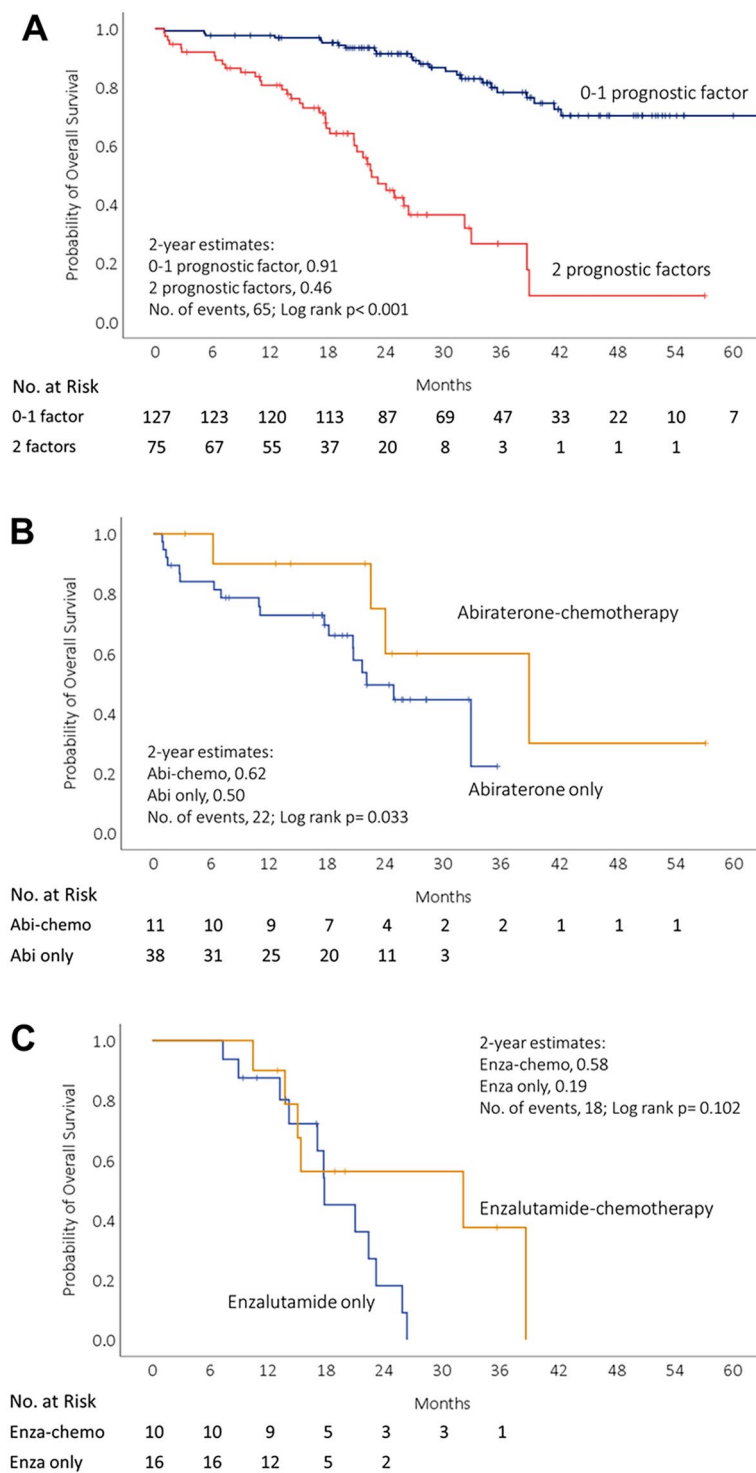 A
Probability of Overall Survival
1.0
0.8
0.6
0.4
0.2
0.0
0-1 prognostic factor
2 prognostic factors
2-year estimates:
0-1 prognostic factor, 0.91
2 prognostic factors, 0.46
No. of events, 65; Log rank p< 0.001
0 6 12 18 24 30 36 42 48 54 60
No. at Risk
Months
0-1 factor 127 123 120 113 87 69 47 33 22 10 7
2 factors 75 67 55 37 20 8 3 1 1 1
B
Probability of Overall Survival
1.0
0.8
0.6
0.4
0.2
0.0
Abiraterone-chemotherapy
2-year estimates:
Abi-chemo, 0.62
Abi only, 0.50
No. of events, 22; Log rank p= 0.033
Abiraterone only
0 6 12 18 24 30 36 42 48 54 60
No. at Risk
Months
Abi-chemo 11 10 9 7 4 2 2 1 1 1
Abi only 38 31 25 20 11 3
C
Probability of Overall Survival
1.0
0.8
0.6
0.4
0.2
0.0
2-year estimates:
Enza-chemo, 0.58
Enza only, 0.19
No. of events, 18; Log rank p= 0.102
Enzalutamide-chemotherapy
Enzalutamide only
0 6 12 18 24 30 36 42 48 54 60
No. at Risk
Months
Enza-chemo 10 10 9 5 3 3 1
Enza only 16 16 12 5 2